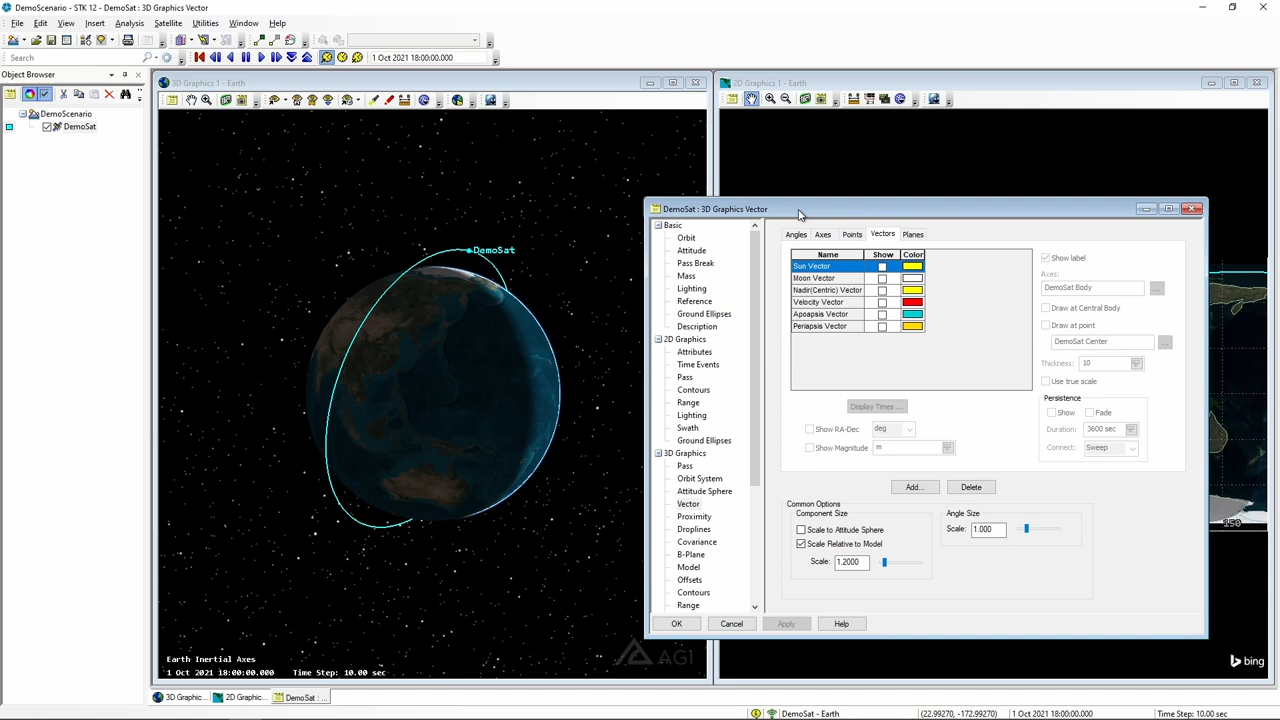 DemoScenario - STK 12 - DemoSat : 3D Graphics Vector
File Edit View Insert Analysis Satellite Utilities Window Help
Search
1 Oct 2021 18:00:00.000
Object Browser
DemoScenario
DemoSat
3D Graphics 1 - Earth
DemoSat
Earth Inertial Axes
1 Oct 2021 18:00:00.000 Time Step: 10.00 sec
AGI
2D Graphics 1 - Earth
150
bing
DemoSat : 3D Graphics Vector
Basic
Orbit
Attitude
Pass Break
Mass
Lighting
Reference
Ground Ellipses
Description
2D Graphics
Attributes
Time Events
Pass
Contours
Range
Lighting
Swath
Ground Ellipses
3D Graphics
Pass
Orbit System
Attitude Sphere
Vector
Proximity
Droplines
Covariance
B-Plane
Model
Offsets
Contours
Range
Angles Axes Points Vectors Planes
Name Show Color
Sun Vector
Moon Vector
Nadir(Centric) Vector
Velocity Vector
Apoapsis Vector
Periapsis Vector
Display Times ...
Show RA-Dec deg
Show Magnitude m
Show label
Axes:
DemoSat Body ...
Draw at Central Body
Draw at point
DemoSat Center ...
Thickness: 10
Use true scale
Persistence
Show Fade
Duration: 3600 sec
Connect: Sweep
Add... Delete
Common Options
Component Size
Scale to Attitude Sphere
Scale Relative to Model
Scale: 1.2000
Angle Size
Scale: 1.000
OK Cancel Apply Help
3D Graphic... 2D Graphic... DemoSat : ...
DemoSat - Earth (22.99270, -172.99270) 1 Oct 2021 18:00:00.000 Time Step: 10.00 sec